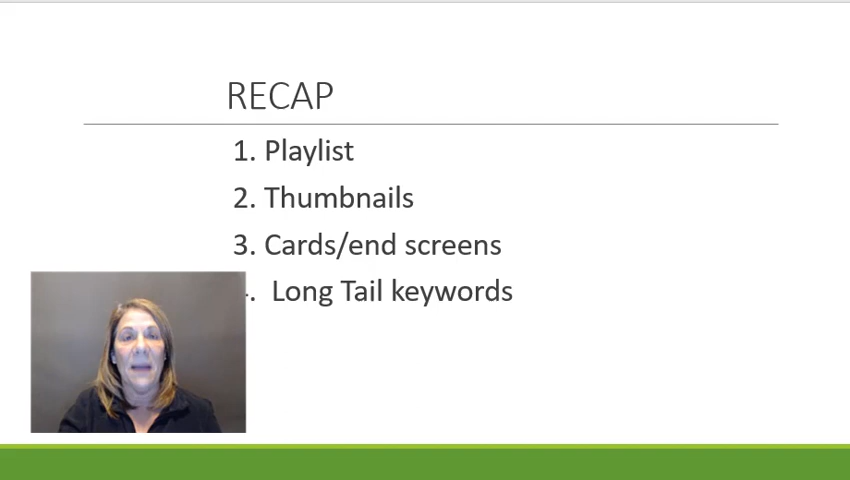 RECAP
1. Playlist
2. Thumbnails
3. Cards/end screens
. Long Tail keywords